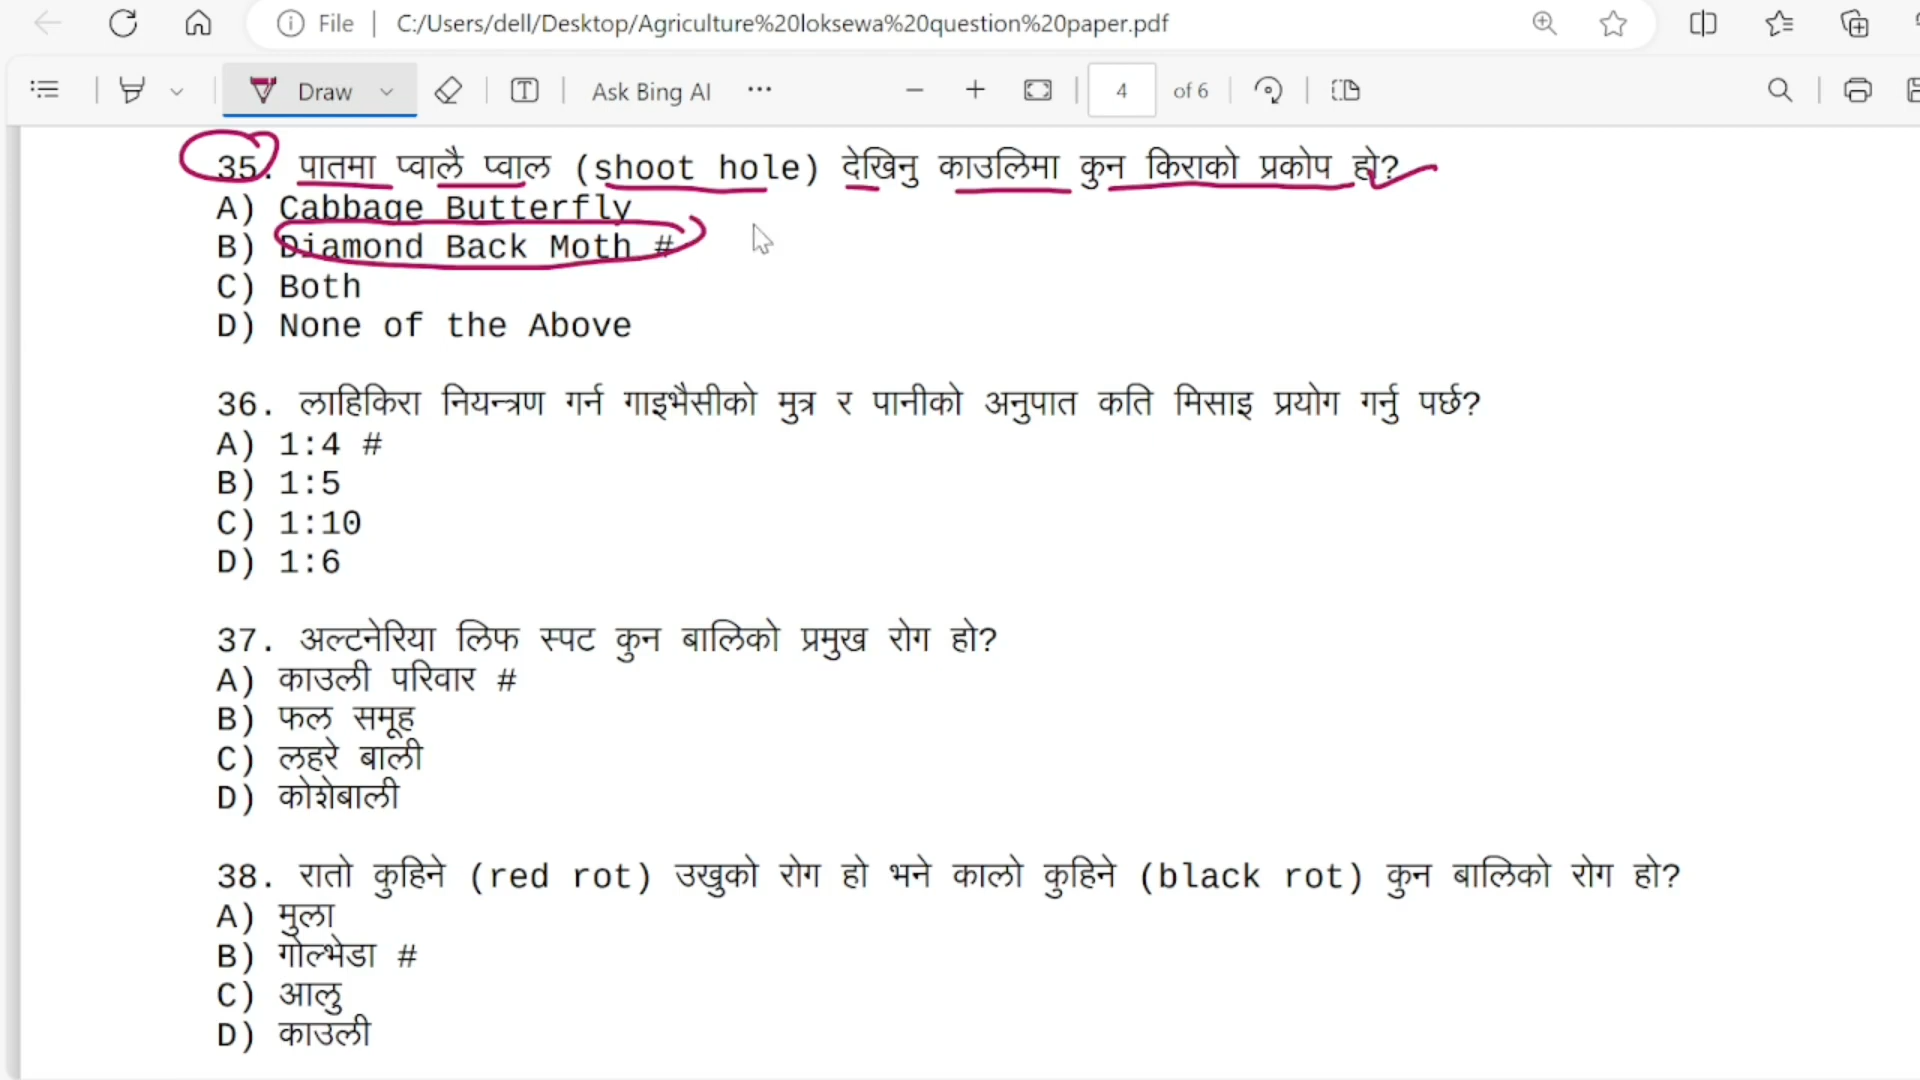 File | C:/Users/dell/Desktop/Agriculture%20loksewa%20question%20paper.pdf
Draw Ask Bing AI ... 4 of 6
35. पातमा प्वालै प्वाल (shoot hole) देखिनु काउलिमा कुन किराको प्रकोप हो?
A) Cabbage Butterfly
B) Diamond Back Moth #
C) Both
D) None of the Above
36. लाहिकिरा नियन्त्रण गर्न गाइभैसीको मुत्र र पानीको अनुपात कति मिसाइ प्रयोग गर्नु पर्छ?
A) 1:4 #
B) 1:5
C) 1:10
D) 1:6
37. अल्टनेरिया लिफ स्पट कुन बालिको प्रमुख रोग हो?
A) काउली परिवार #
B) फल समूह
C) लहरे बाली
D) कोशेबाली
38. रातो कुहिने (red rot) उखुको रोग हो भने कालो कुहिने (black rot) कुन बालिको रोग हो?
A) मुला
B) गोल्भेडा #
C) आलु
D) काउली